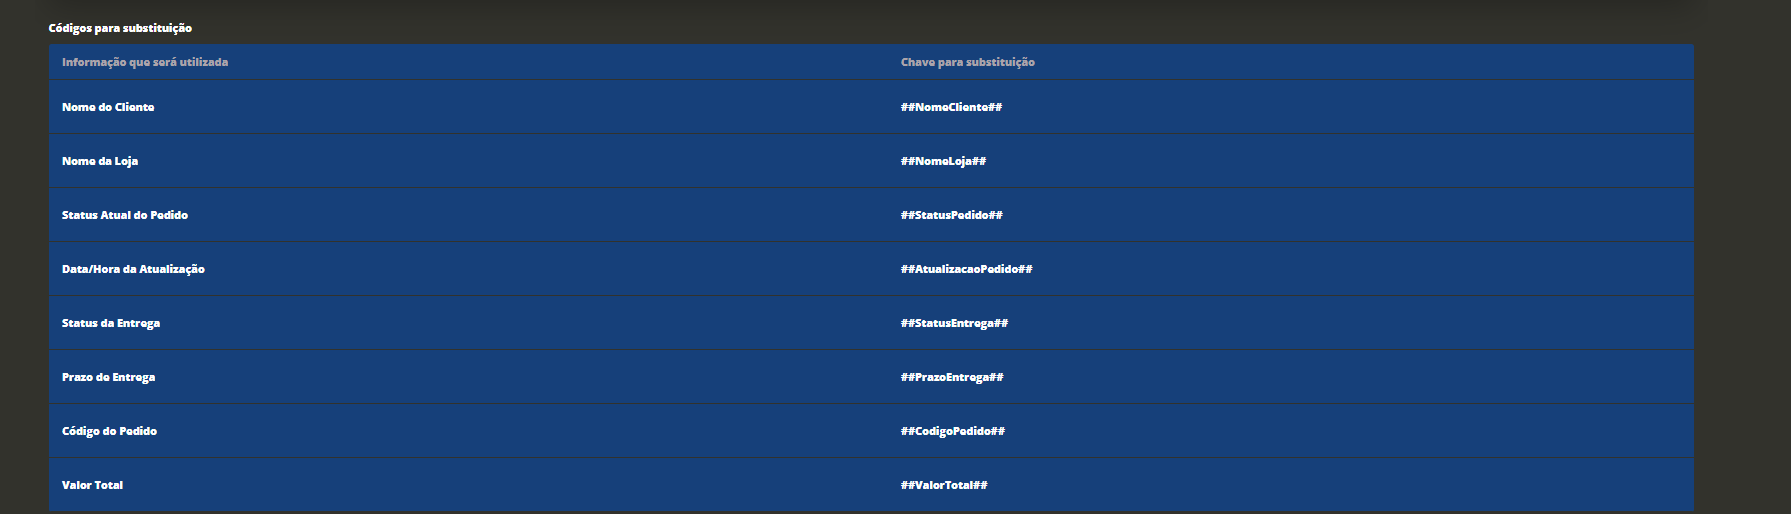 Códigos para substituição
Informação que será utilizada Chave para substituição
Nome do Cliente ##NomeCliente##
Nome da Loja ##NomeLoja##
Status Atual do Pedido ##StatusPedido##
Data/Hora da Atualização ##AtualizacaoPedido##
Status da Entrega ##StatusEntrega##
Prazo de Entrega ##PrazoEntrega##
Código do Pedido ##CodigoPedido##
Valor Total ##ValorTotal##